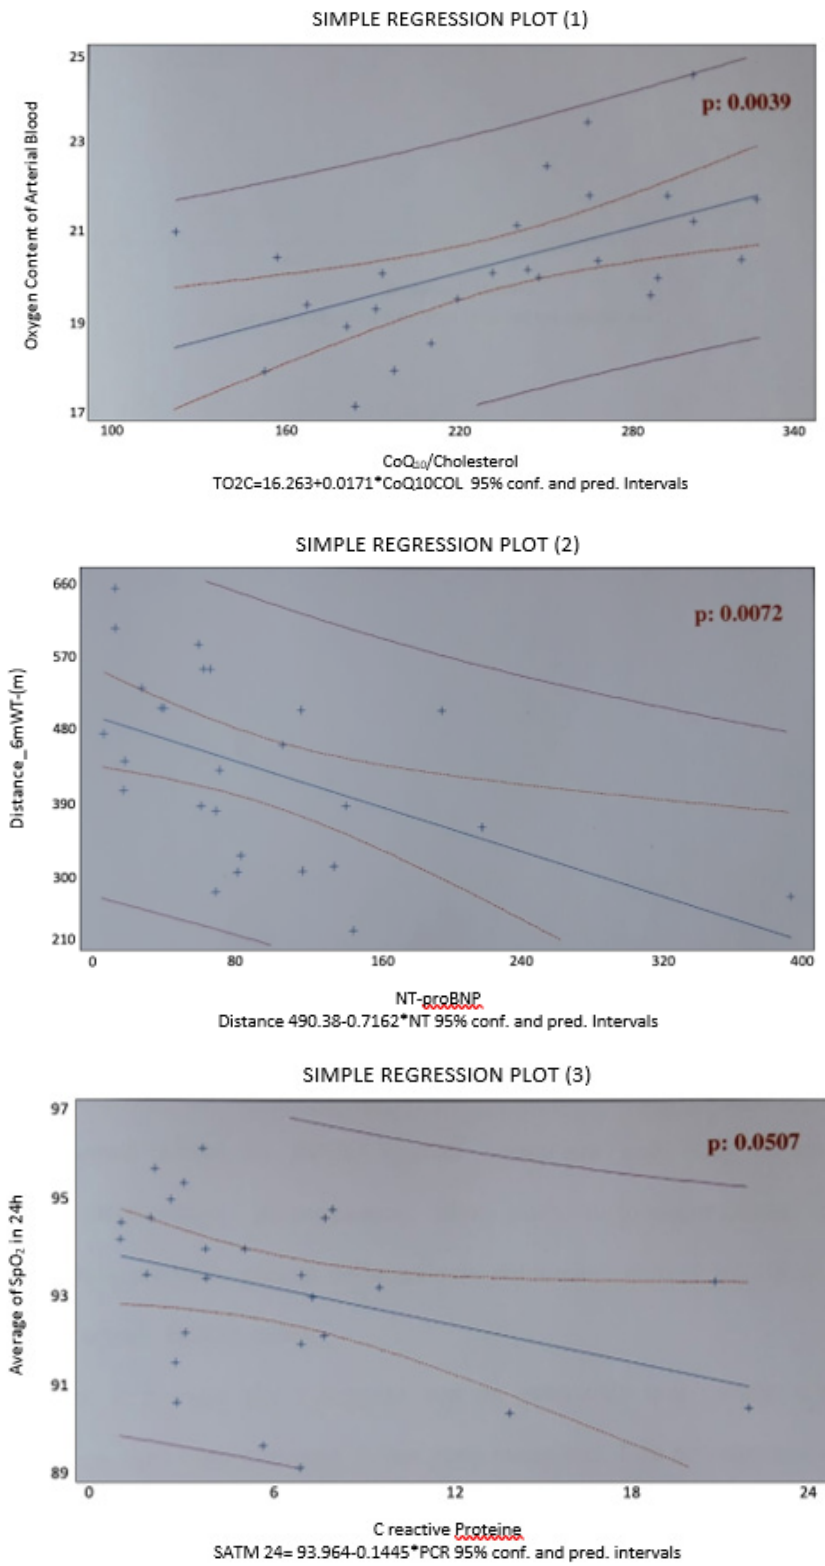 SIMPLE REGRESSION PLOT (1)
25
23
21
19
17
Oxygen Content of Arterial Blood
p: 0.0039
100 160 220 280 340
CoQ₁₀/Cholesterol
TO2C=16.263+0.0171*CoQ10COL 95% conf. and pred. Intervals
SIMPLE REGRESSION PLOT (2)
660
570
480
390
300
210
Distance_6mWT-(m)
p: 0.0072
0 80 160 240 320 400
NT-proBNP
Distance 490.38-0.7162*NT 95% conf. and pred. Intervals
SIMPLE REGRESSION PLOT (3)
97
95
93
91
89
Average of SpO₂ in 24h
p: 0.0507
0 6 12 18 24
C reactive Proteine
SATM 24= 93.964-0.1445*PCR 95% conf. and pred. intervals